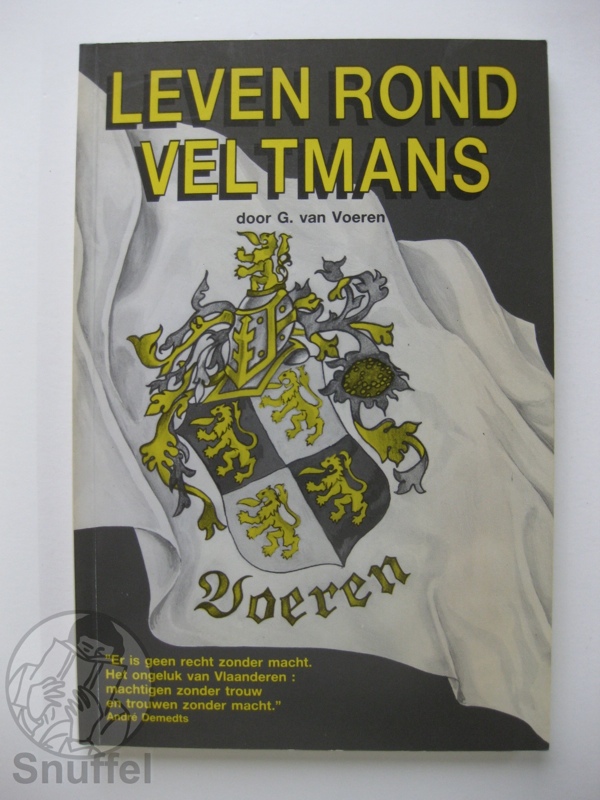 LEVEN ROND
VELTMANS
door G. van Voeren
Voeren
"Er is geen recht zonder macht.
Het ongeluk van Vlaanderen :
machtigen zonder trouw
en trouwen zonder macht."
André Demedts
Snuffel